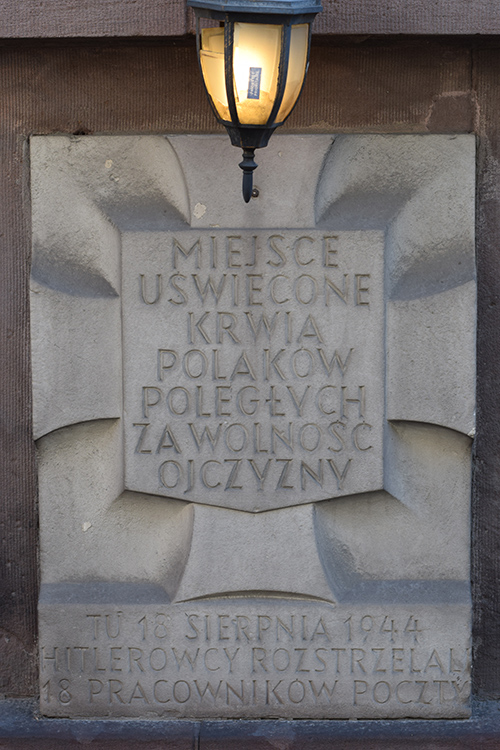 MIEJSCE
UŚWIĘCONE
KRWIĄ
POLAKÓW
POLEGŁYCH
ZA WOLNOŚĆ
OJCZYZNY
TU 18 SIERPNIA 1944
HITLEROWCY ROZSTRZELALI
18 PRACOWNIKÓW POCZTY